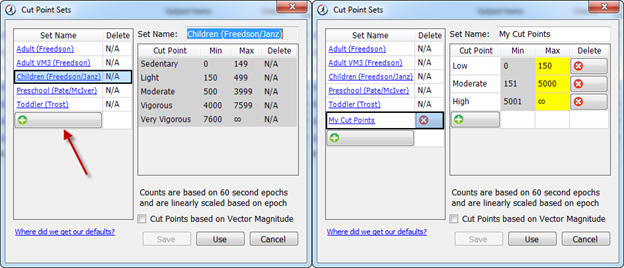 Cut Point Sets
Set Name Delete
Adult (Freedson) N/A
Adult VM3 (Freedson) N/A
Children (Freedson/Janz) N/A
Preschool (Pate/McIver) N/A
Toddler (Trost) N/A
Where did we get our defaults?
Set Name: Children (Freedson/Janz)
Cut Point Min Max Delete
Sedentary 0 149 N/A
Light 150 499 N/A
Moderate 500 3999 N/A
Vigorous 4000 7599 N/A
Very Vigorous 7600 ∞ N/A
Counts are based on 60 second epochs
and are linearly scaled based on epoch
Cut Points based on Vector Magnitude
Save Use Cancel
Cut Point Sets
Set Name Delete
Adult (Freedson) N/A
Adult VM3 (Freedson) N/A
Children (Freedson/Janz) N/A
Preschool (Pate/McIver) N/A
Toddler (Trost) N/A
My Cut Points
Where did we get our defaults?
Set Name: My Cut Points
Cut Point Min Max Delete
Low 0 150
Moderate 151 5000
High 5001 ∞
Counts are based on 60 second epochs
and are linearly scaled based on epoch
Cut Points based on Vector Magnitude
Save Use Cancel